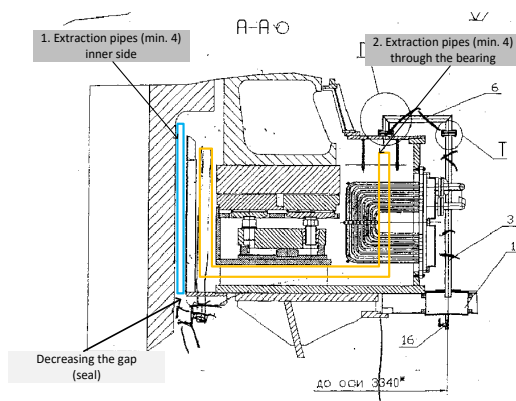 А-А
1. Extraction pipes (min. 4)
inner side
2. Extraction pipes (min. 4)
through the bearing
6
T
3
1
16
Decreasing the gap
(seal)
до оси 3340*